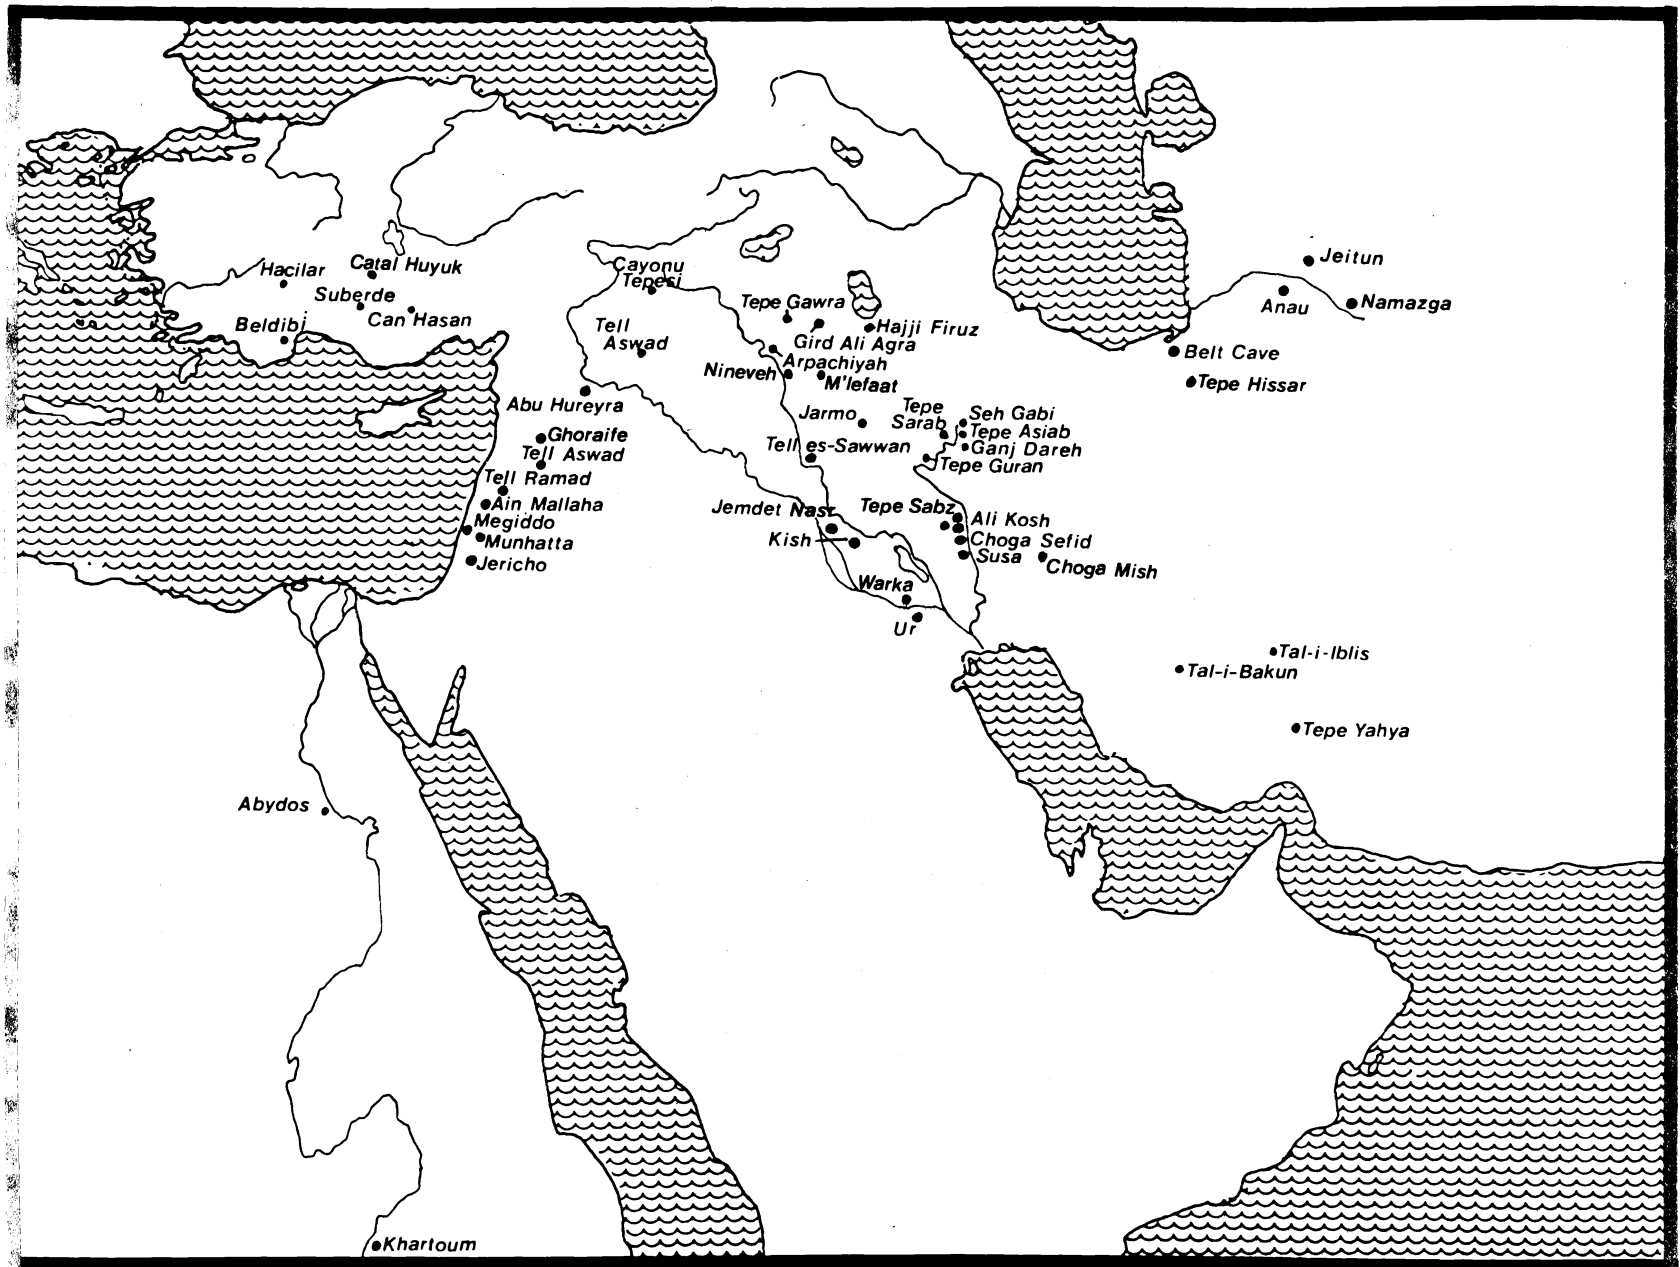 Jeitun
Hacilar
Catal Huyuk
Cayonu
Tepesi
Suberde
Can Hasan
Beldibi
Tepe Gawra
Hajji Firuz
Gird Ali Agra
Anau
Namazga
Tell
Aswad
Arpachiyah
Nineveh
M'lefaat
Belt Cave
Tepe Hissar
Abu Hureyra
Jarmo
Tepe
Sarab
Seh Gabi
Tepe Asiab
Ganj Dareh
Tepe Guran
Ghoraife
Tell Aswad
Tell es-Sawwan
Tell Ramad
Ain Mallaha
Megiddo
Munhatta
Jericho
Jemdet Nasr
Kish
Tepe Sabz
Ali Kosh
Choga Sefid
Susa
Choga Mish
Warka
Ur
Tal-i-Iblis
Tal-i-Bakun
Tepe Yahya
Abydos
Khartoum